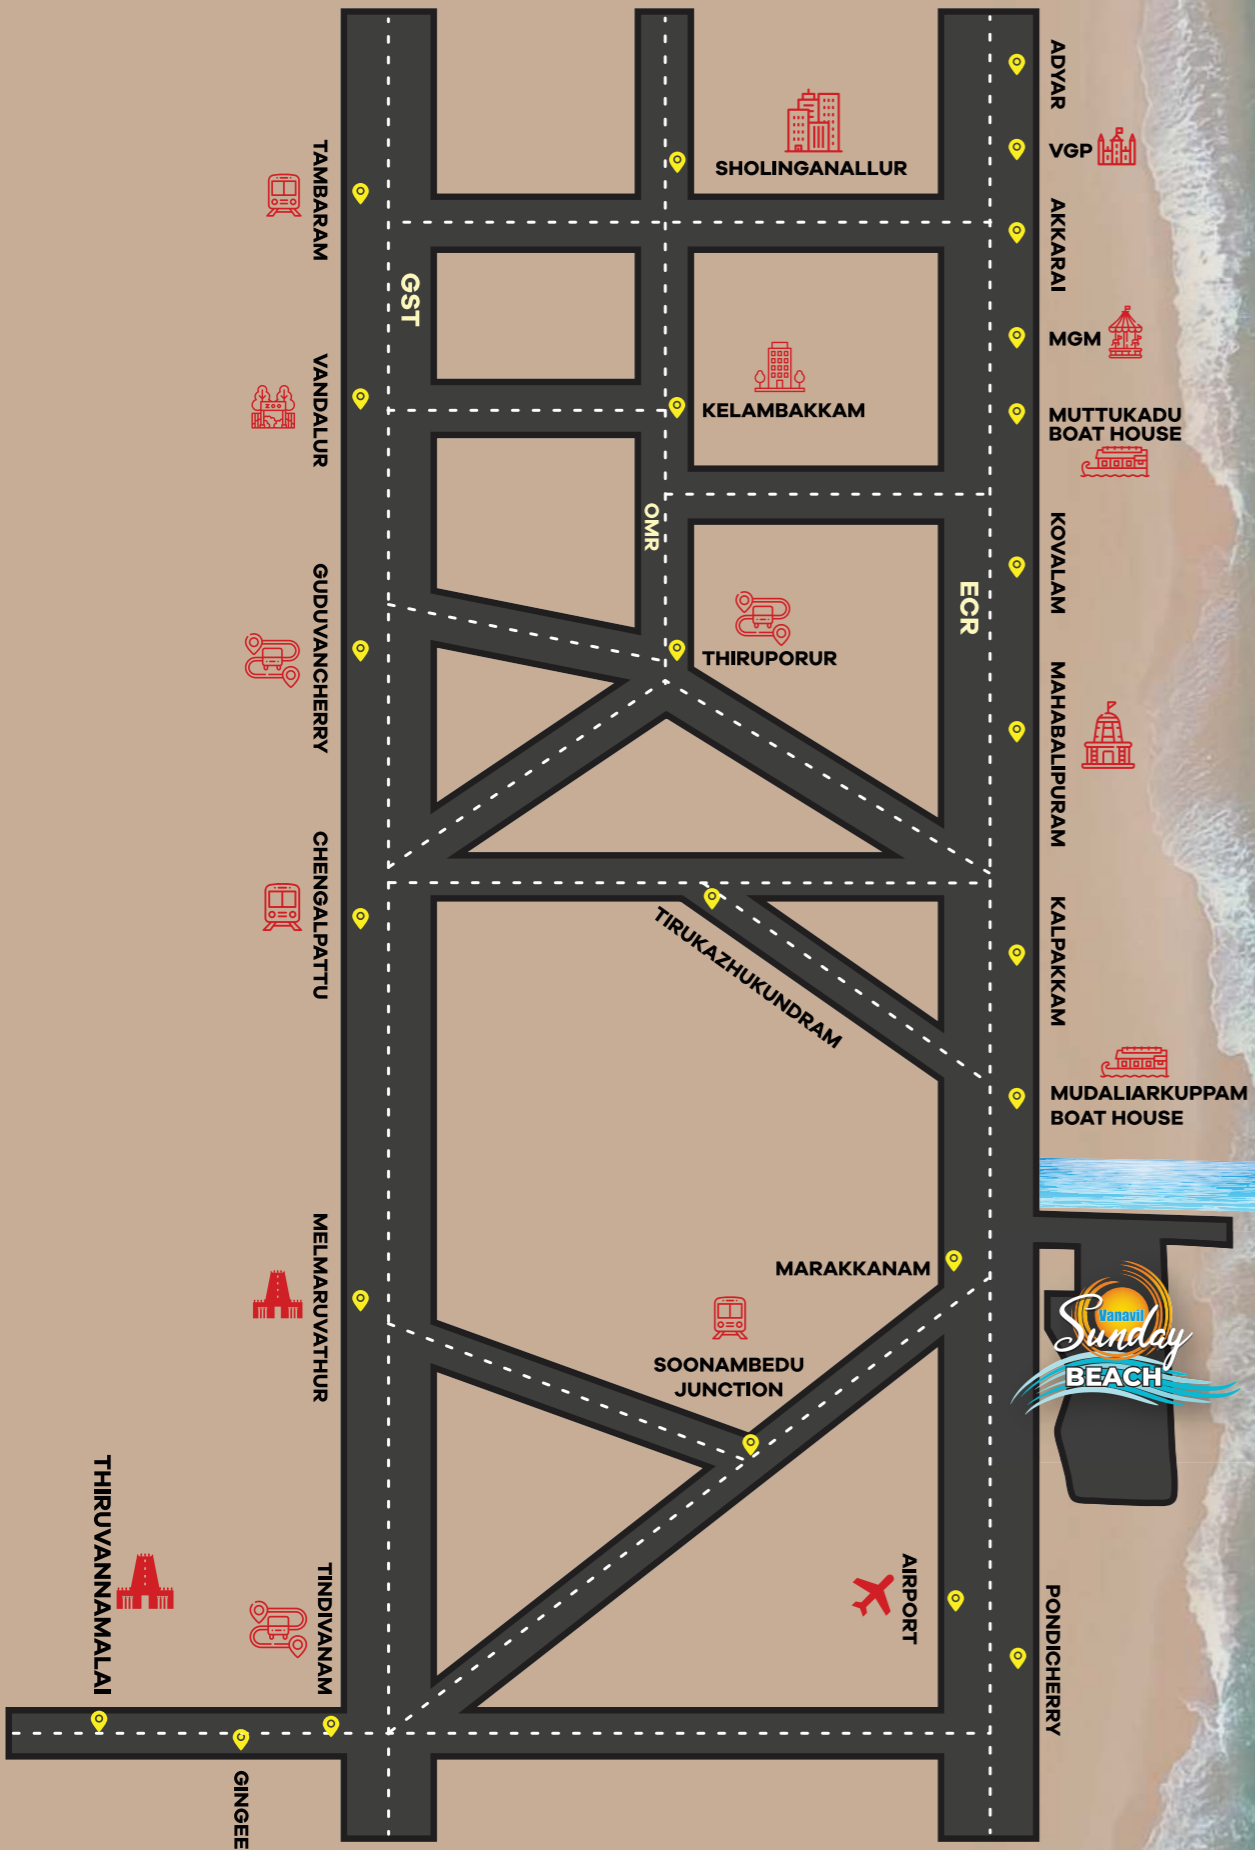 ADYAR
VGP
SHOLINGANALLUR
TAMBARAM
AKKARAI
GST
MGM
VANDALUR
KELAMBAKKAM
MUTTUKADU
BOAT HOUSE
OMR
KOVALAM
GUDUVANCHERRY
ECR
THIRUPORUR
MAHABALIPURAM
CHENGALPATTU
TIRUKAZHUKUNDRAM
KALPAKKAM
MUDALIARKUPPAM
BOAT HOUSE
MELMARUVATHUR
MARAKKANAM
Vanavil
Sunday
BEACH
SOONAMBEDU
JUNCTION
THIRUVANNAMALAI
TINDIVANAM
AIRPORT
PONDICHERRY
GINGEE
ZOO